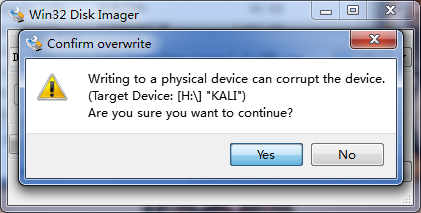 Win32 Disk Imager
Confirm overwrite
Writing to a physical device can corrupt the device.
(Target Device: [H:\] "KALI")
Are you sure you want to continue?
Yes
No